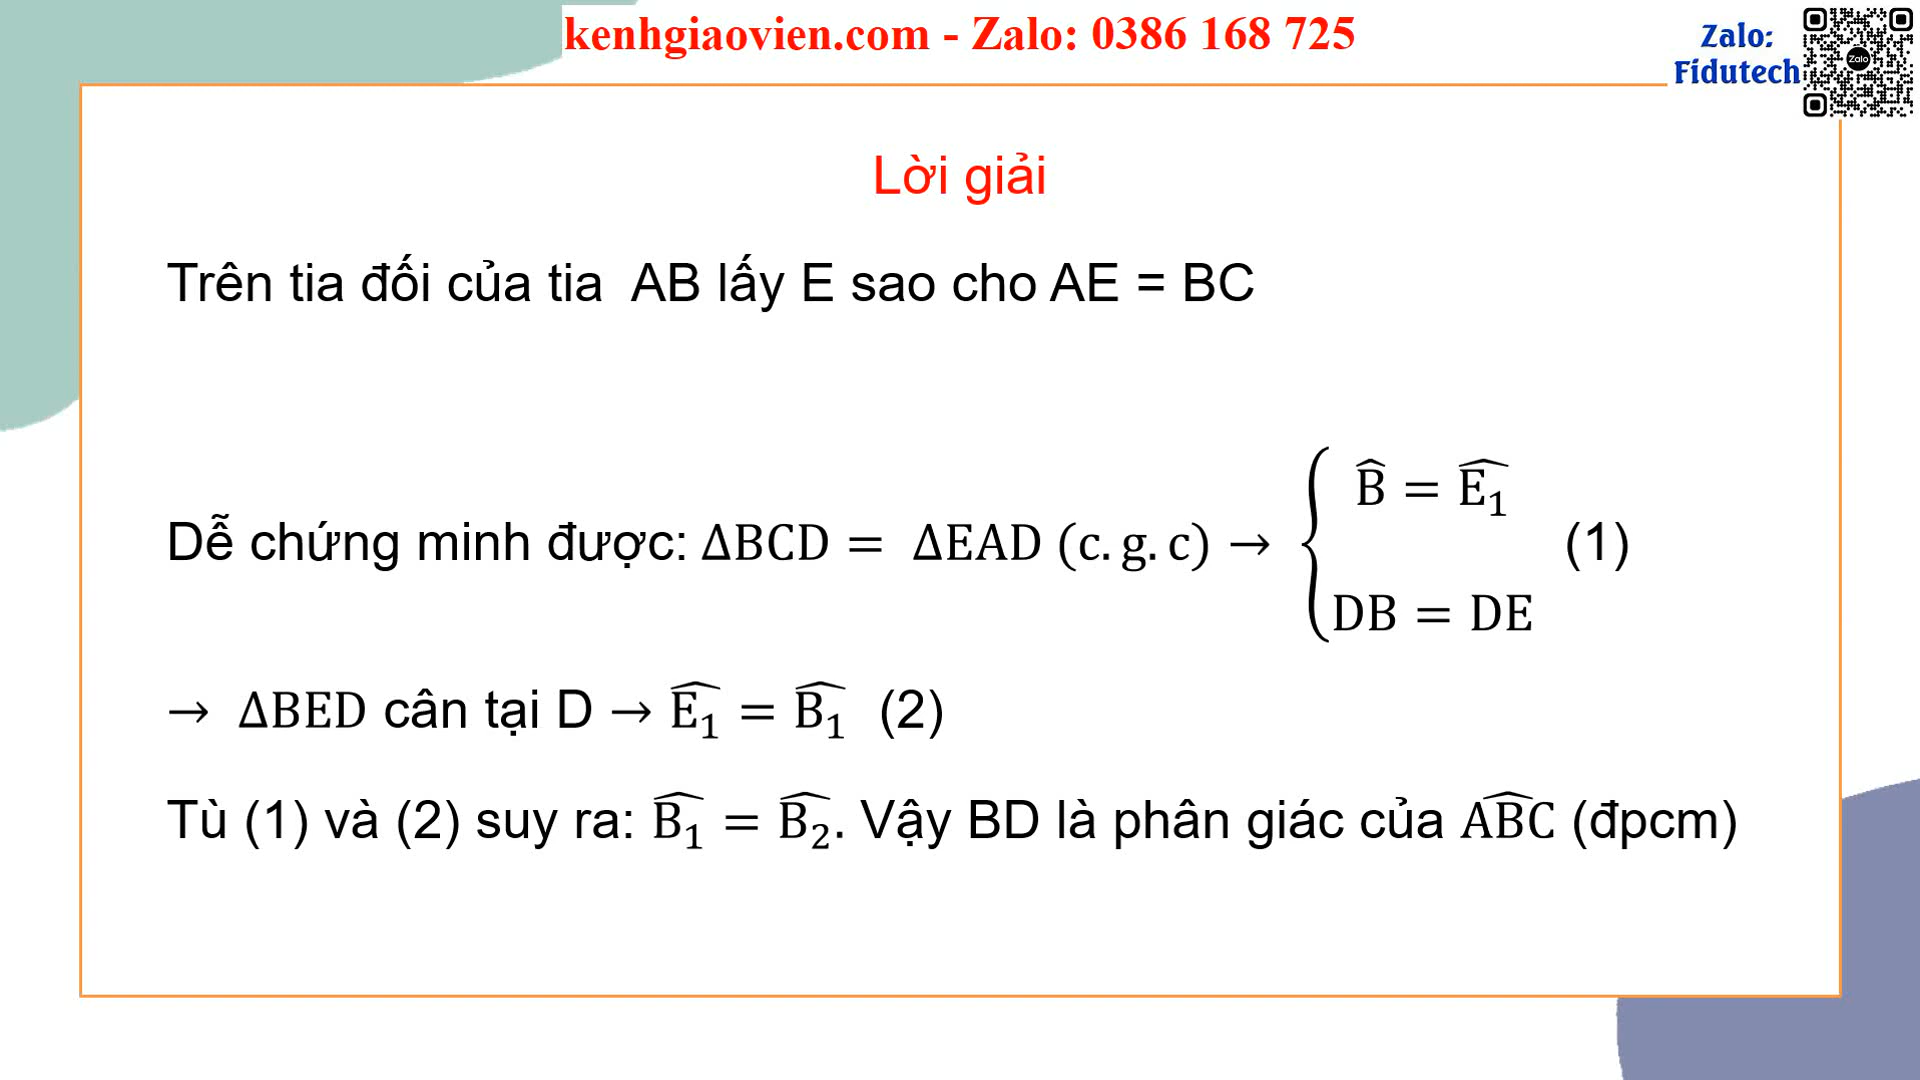 kenhgiaovien.com - Zalo: 0386 168 725
Zalo:
Fidutech
Zalo
Lời giải
Trên tia đối của tia AB lấy E sao cho AE = BC
Dễ chứng minh được: ΔBCD = ΔEAD (c.g.c) → { B̂ = Ê₁ ; DB = DE (1)
→ ΔBED cân tại D → Ê₁ = B̂₁ (2)
Tù (1) và (2) suy ra: B̂₁ = B̂₂. Vậy BD là phân giác của AB̂C (đpcm)